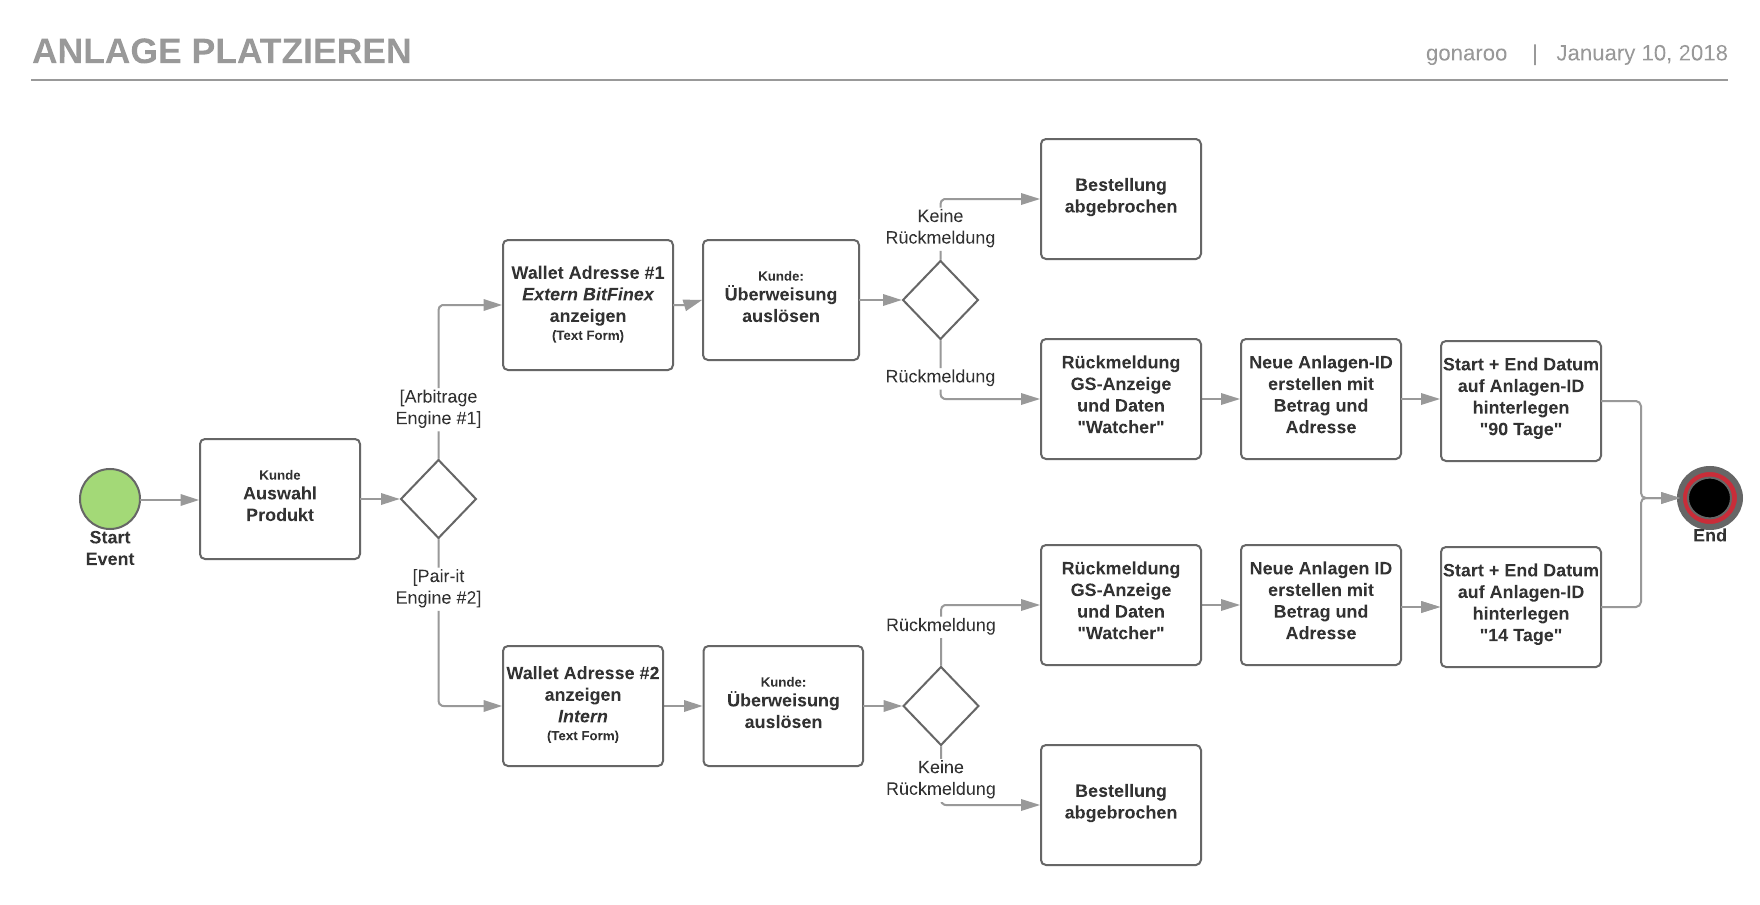 ANLAGE PLATZIEREN
gonaroo | January 10, 2018
Start
Event
Kunde
Auswahl
Produkt
[Arbitrage
Engine #1]
Wallet Adresse #1
Extern BitFinex
anzeigen
(Text Form)
Kunde:
Überweisung
auslösen
Keine
Rückmeldung
Bestellung
abgebrochen
Rückmeldung
Rückmeldung
GS-Anzeige
und Daten
"Watcher"
Neue Anlagen-ID
erstellen mit
Betrag und
Adresse
Start + End Datum
auf Anlagen-ID
hinterlegen
"90 Tage"
[Pair-it
Engine #2]
Wallet Adresse #2
anzeigen
Intern
(Text Form)
Kunde:
Überweisung
auslösen
Rückmeldung
Rückmeldung
GS-Anzeige
und Daten
"Watcher"
Neue Anlagen ID
erstellen mit
Betrag und
Adresse
Start + End Datum
auf Anlagen-ID
hinterlegen
"14 Tage"
Keine
Rückmeldung
Bestellung
abgebrochen
End